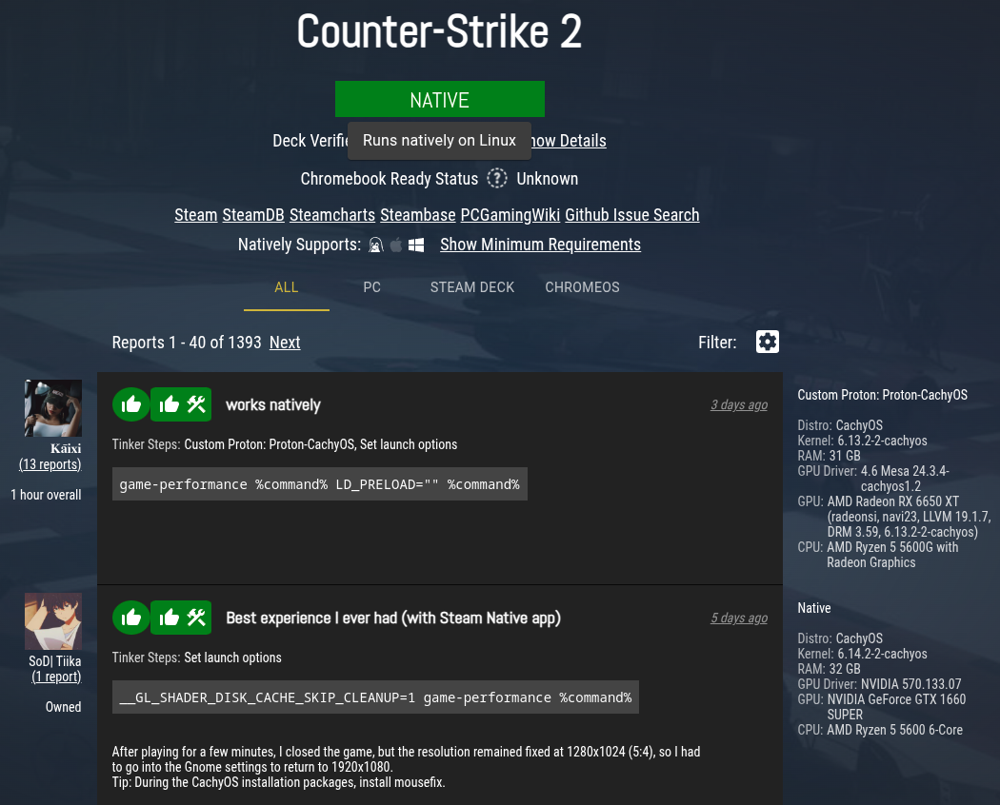 Counter-Strike 2
NATIVE
Deck Verifie
Runs natively on Linux
how Details
Chromebook Ready Status ? Unknown
Steam SteamDB Steamcharts Steambase PCGamingWiki Github Issue Search
Natively Supports: Show Minimum Requirements
ALL PC STEAM DECK CHROMEOS
Reports 1 - 40 of 1393 Next Filter:
Kāixi
(13 reports)
1 hour overall
works natively 3 days ago
Tinker Steps: Custom Proton: Proton-CachyOS, Set launch options
game-performance %command% LD_PRELOAD="" %command%
Custom Proton: Proton-CachyOS
Distro: CachyOS
Kernel: 6.13.2-2-cachyos
RAM: 31 GB
GPU Driver: 4.6 Mesa 24.3.4-
cachyos1.2
GPU: AMD Radeon RX 6650 XT
(radeonsi, navi23, LLVM 19.1.7,
DRM 3.59, 6.13.2-2-cachyos)
CPU: AMD Ryzen 5 5600G with
Radeon Graphics
SoD| Tiika
(1 report)
Owned
Best experience I ever had (with Steam Native app) 5 days ago
Tinker Steps: Set launch options
__GL_SHADER_DISK_CACHE_SKIP_CLEANUP=1 game-performance %command%
After playing for a few minutes, I closed the game, but the resolution remained fixed at 1280x1024 (5:4), so I had
to go into the Gnome settings to return to 1920x1080.
Tip: During the CachyOS installation packages, install mousefix.
Native
Distro: CachyOS
Kernel: 6.14.2-2-cachyos
RAM: 32 GB
GPU Driver: NVIDIA 570.133.07
GPU: NVIDIA GeForce GTX 1660
SUPER
CPU: AMD Ryzen 5 5600 6-Core